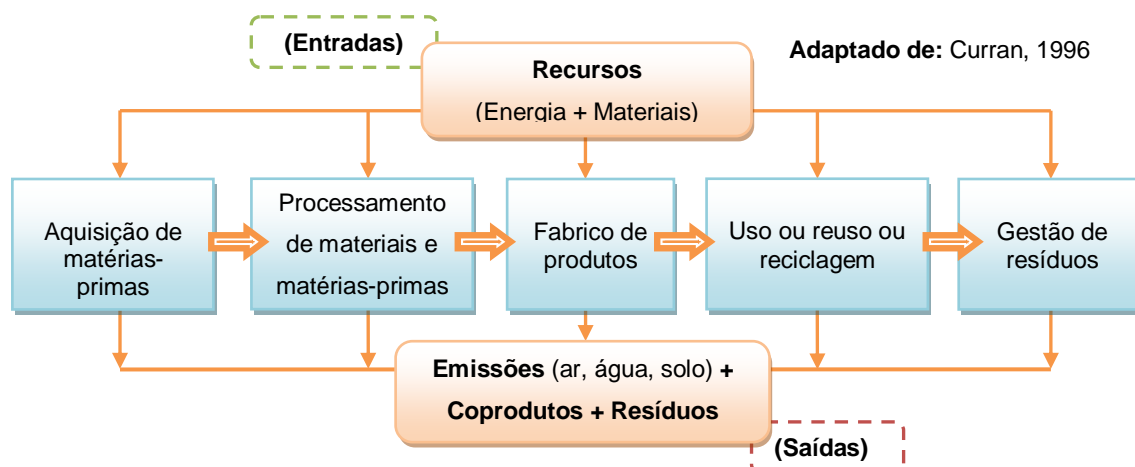 (Entradas)
Adaptado de: Curran, 1996
Recursos
(Energia + Materiais)
Aquisição de
matérias-
primas
Processamento
de materiais e
matérias-primas
Fabrico de
produtos
Uso ou reuso ou
reciclagem
Gestão de
resíduos
Emissões (ar, água, solo) +
Coprodutos + Resíduos
(Saídas)